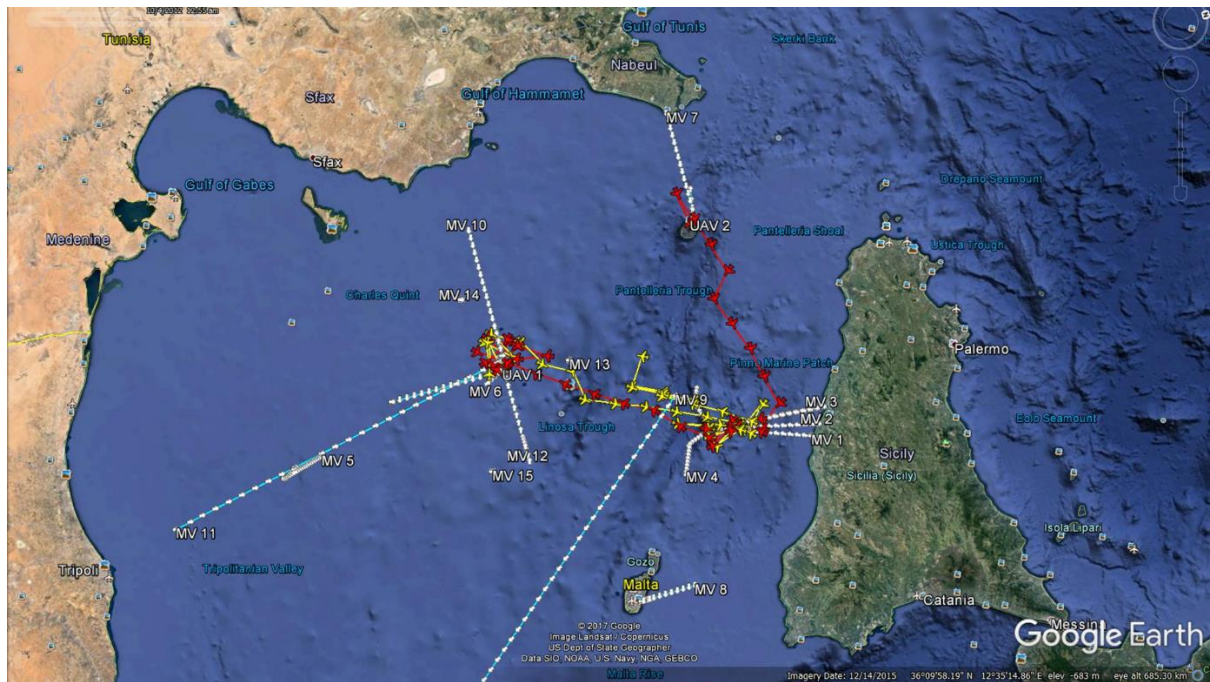 Gulf of Tunis
Tunisia
Skerki Bank
Nabeul
Sfax
Gulf of Hammamet
MV 7
Sfax
Gulf of Gabes
Drepano Seamount
MV 10
UAV 2
Pantelleria Shoal
Ustica Trough
Medenine
MV 14
Charles Quint
Pantelleria Trough
Palermo
MV 13
Pinne Marine Patch
UAV 1
MV 6
MV 9
MV 3
MV 2
Eolo Seamount
Linosa Trough
MV 1
MV 12
MV 5
MV 15
MV 4
Sicily
Sicilia (Sicily)
MV 11
Isola Lipari
Tripoli
Tripolitanian Valley
Gozo
Malta
MV 8
Catania
Messina
© 2017 Google
Image Landsat / Copernicus
US Dept of State Geographer
Data SIO, NOAA, U.S. Navy, NGA, GEBCO
Google Earth
Malta Rise
Imagery Date: 12/14/2015 36°09'58.19" N 12°35'14.86" E elev -683 m eye alt 685.30 km